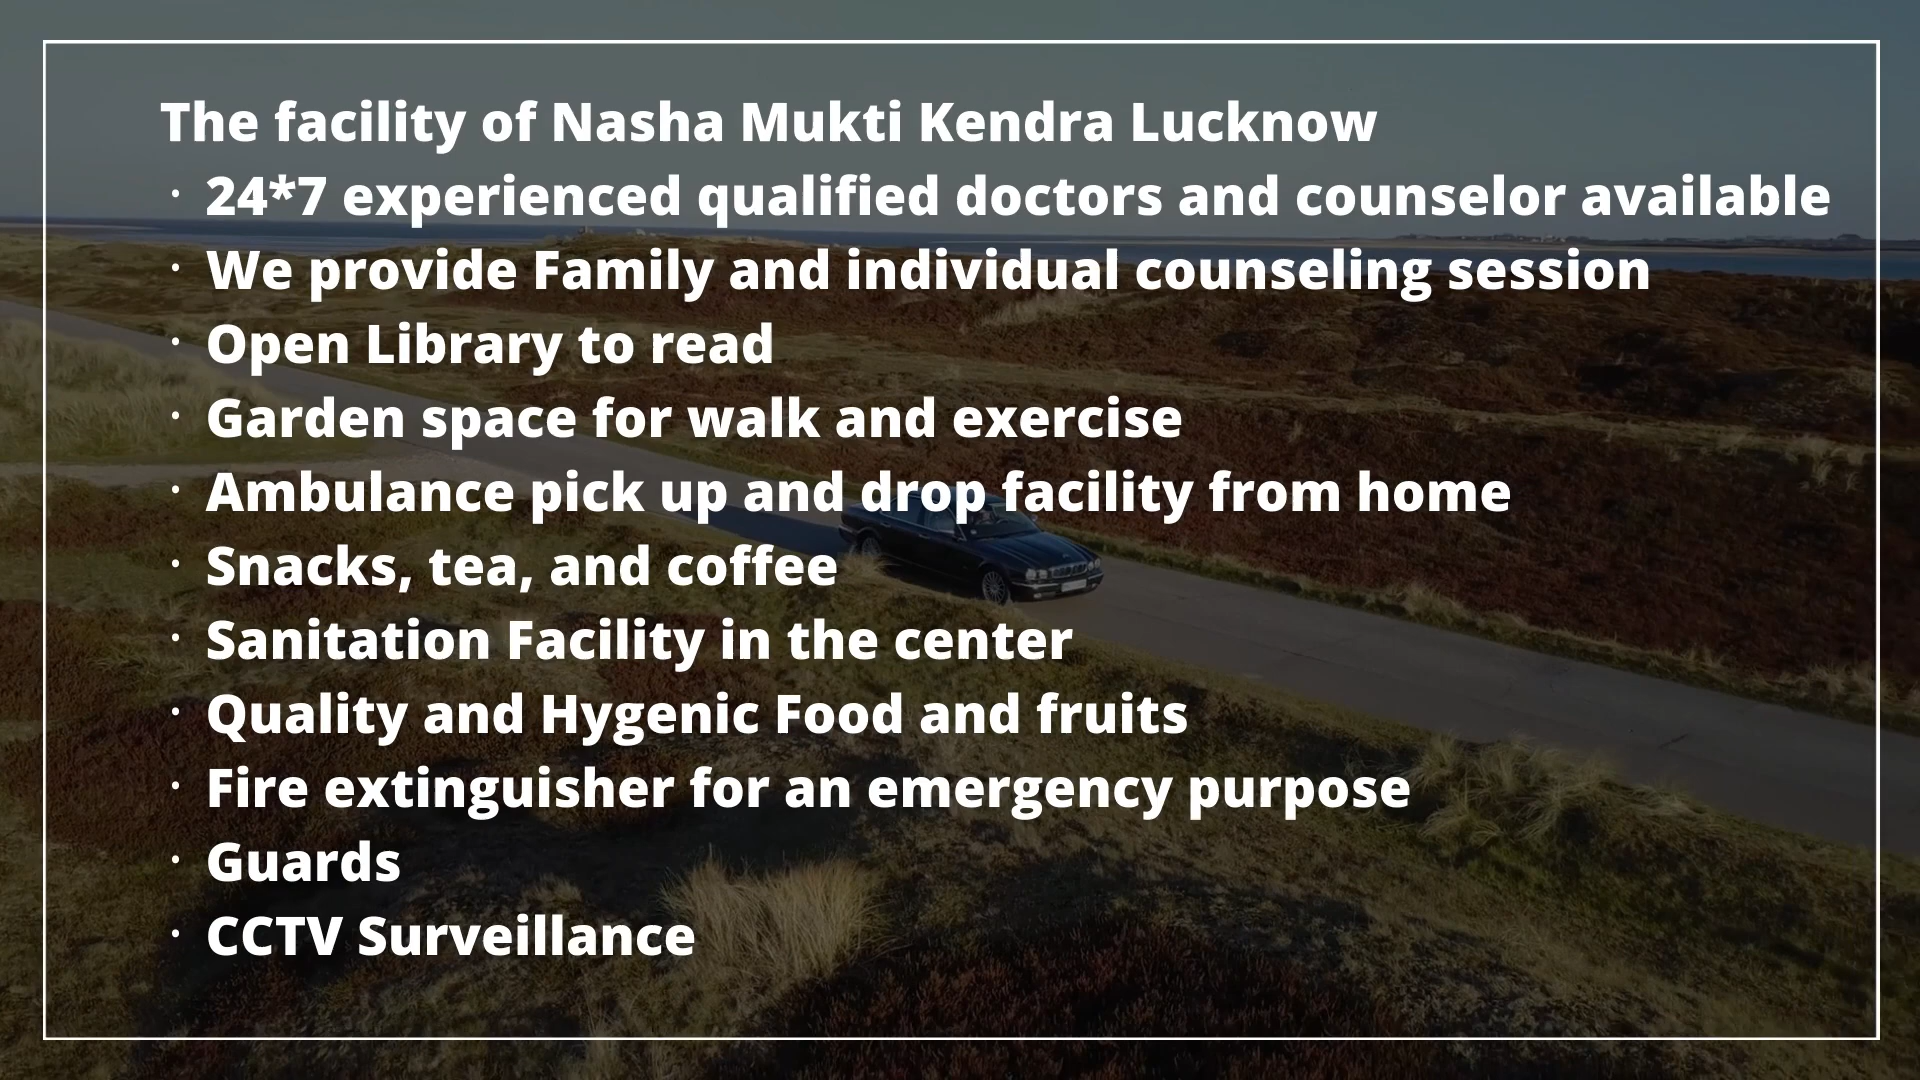 The facility of Nasha Mukti Kendra Lucknow
· 24*7 experienced qualified doctors and counselor available
· We provide Family and individual counseling session
· Open Library to read
· Garden space for walk and exercise
· Ambulance pick up and drop facility from home
· Snacks, tea, and coffee
· Sanitation Facility in the center
· Quality and Hygenic Food and fruits
· Fire extinguisher for an emergency purpose
· Guards
· CCTV Surveillance